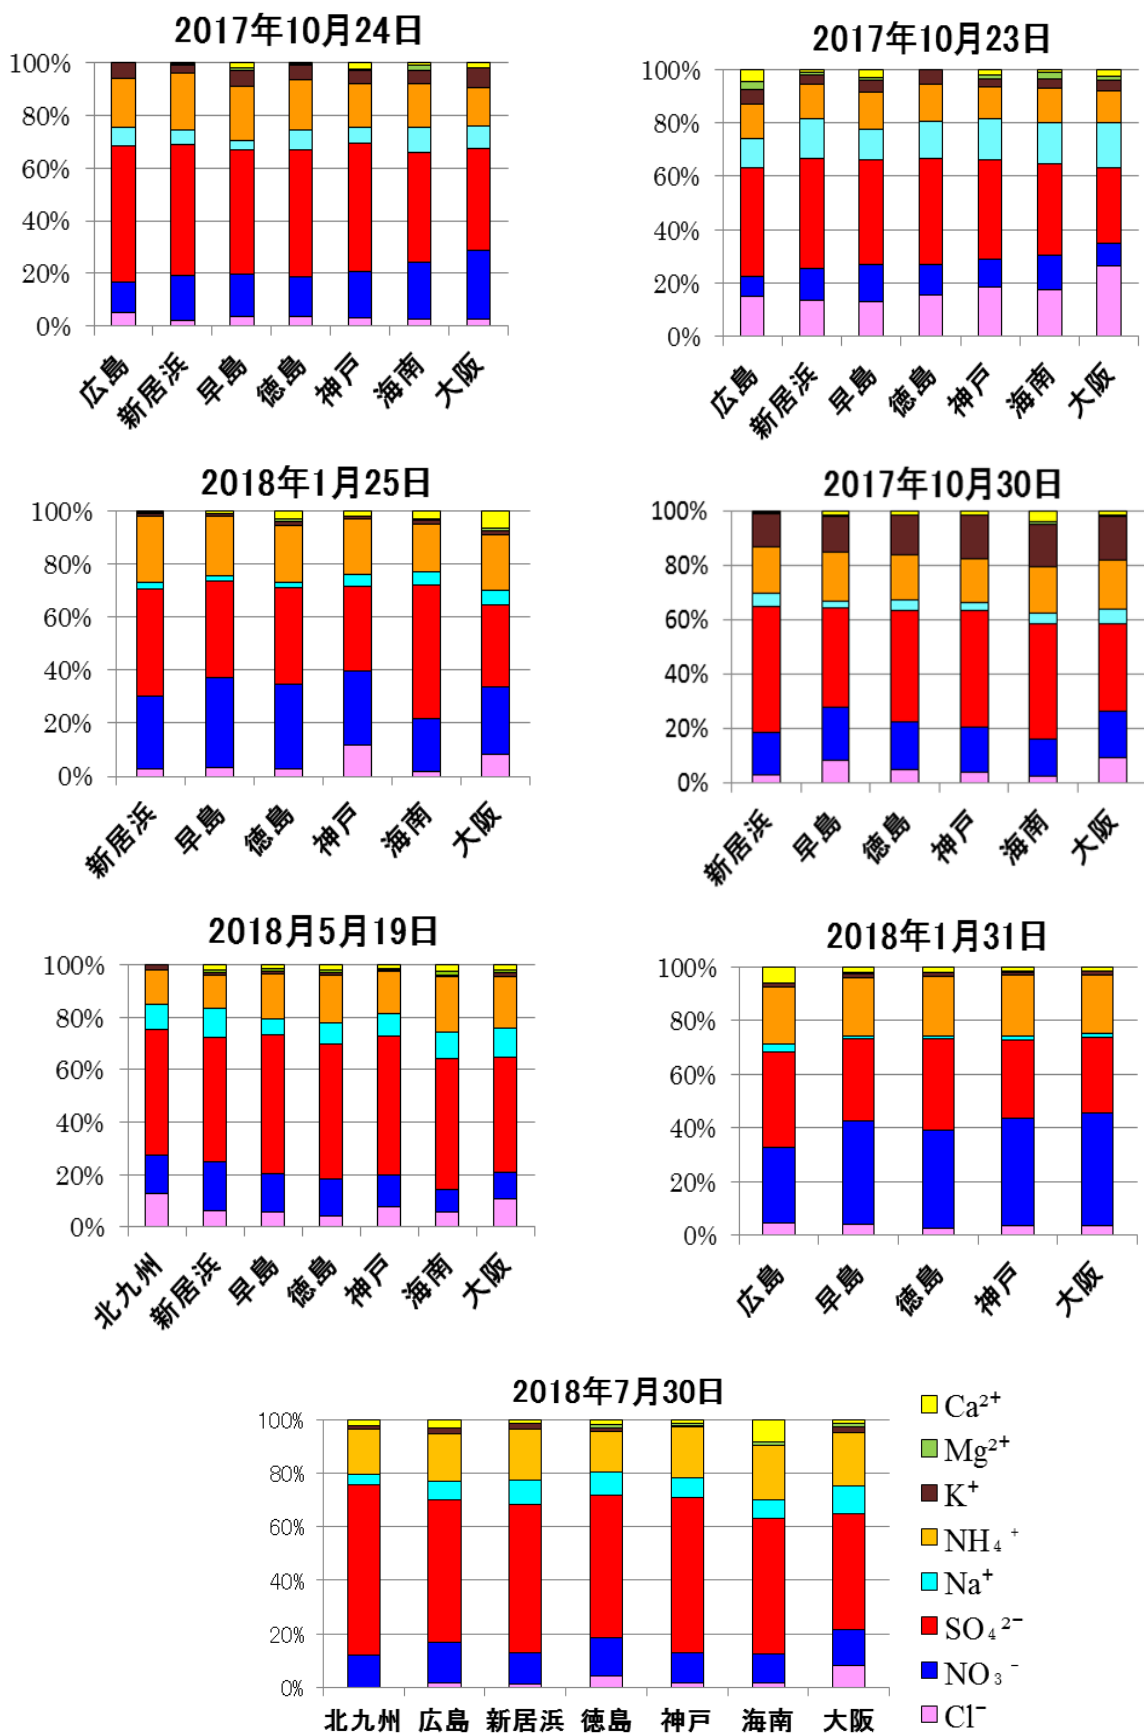 2017年10月24日
100%
80%
60%
40%
20%
0%
広島
新居浜
早島
徳島
神戸
海南
大阪
2017年10月23日
100%
80%
60%
40%
20%
0%
広島
新居浜
早島
徳島
神戸
海南
大阪
2018年1月25日
100%
80%
60%
40%
20%
0%
新居浜
早島
徳島
神戸
海南
大阪
2017年10月30日
100%
80%
60%
40%
20%
0%
新居浜
早島
徳島
神戸
海南
大阪
2018月5月19日
100%
80%
60%
40%
20%
0%
北九州
新居浜
早島
徳島
神戸
海南
大阪
2018年1月31日
100%
80%
60%
40%
20%
0%
広島
早島
徳島
神戸
大阪
2018年7月30日
100%
80%
60%
40%
20%
0%
北九州 広島 新居浜 徳島 神戸 海南 大阪
Ca²⁺
Mg²⁺
K⁺
NH₄⁺
Na⁺
SO₄²⁻
NO₃⁻
Cl⁻